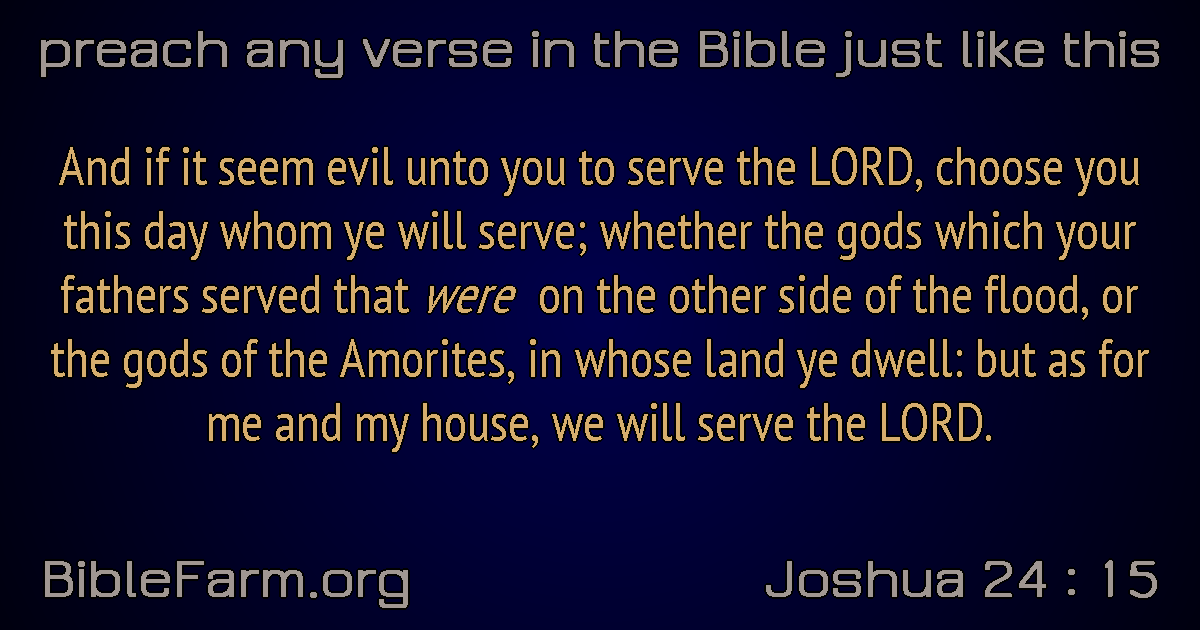 preach any verse in the Bible just like this
And if it seem evil unto you to serve the LORD, choose you
this day whom ye will serve; whether the gods which your
fathers served that were on the other side of the flood, or
the gods of the Amorites, in whose land ye dwell: but as for
me and my house, we will serve the LORD.
BibleFarm.org
Joshua 24 : 15